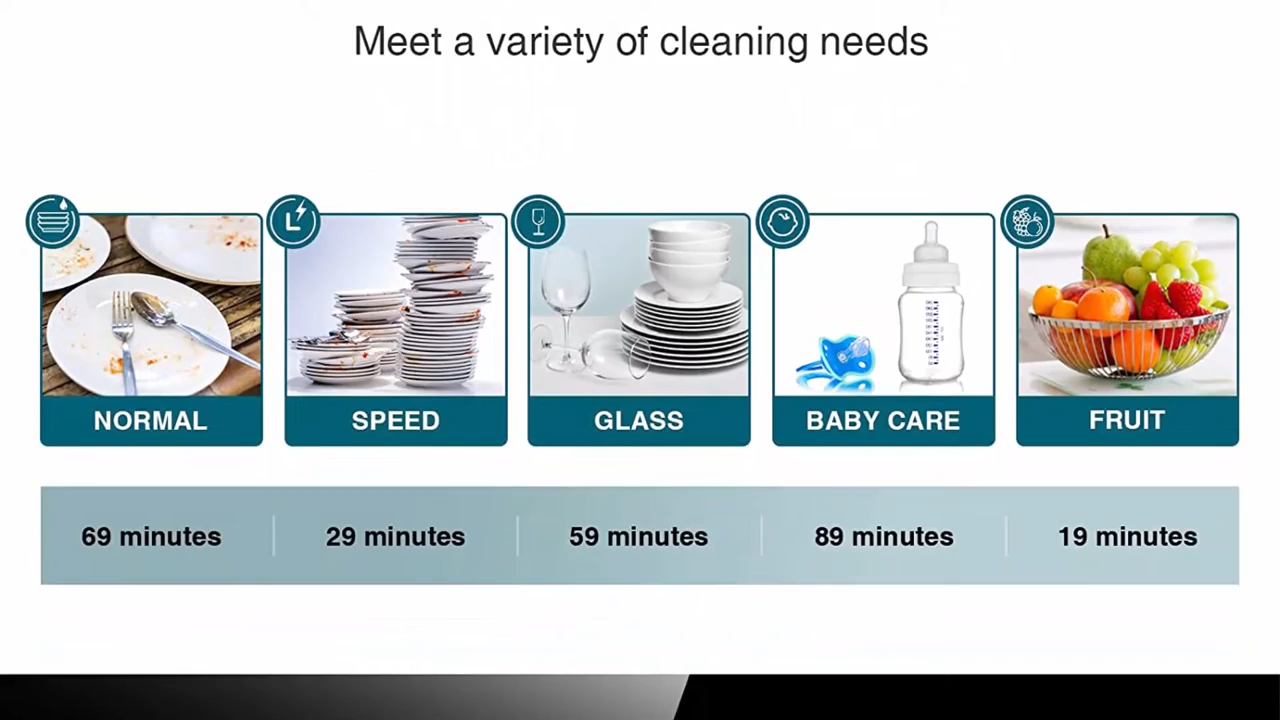 Meet a variety of cleaning needs
NORMAL
SPEED
GLASS
BABY CARE
FRUIT
69 minutes
29 minutes
59 minutes
89 minutes
19 minutes